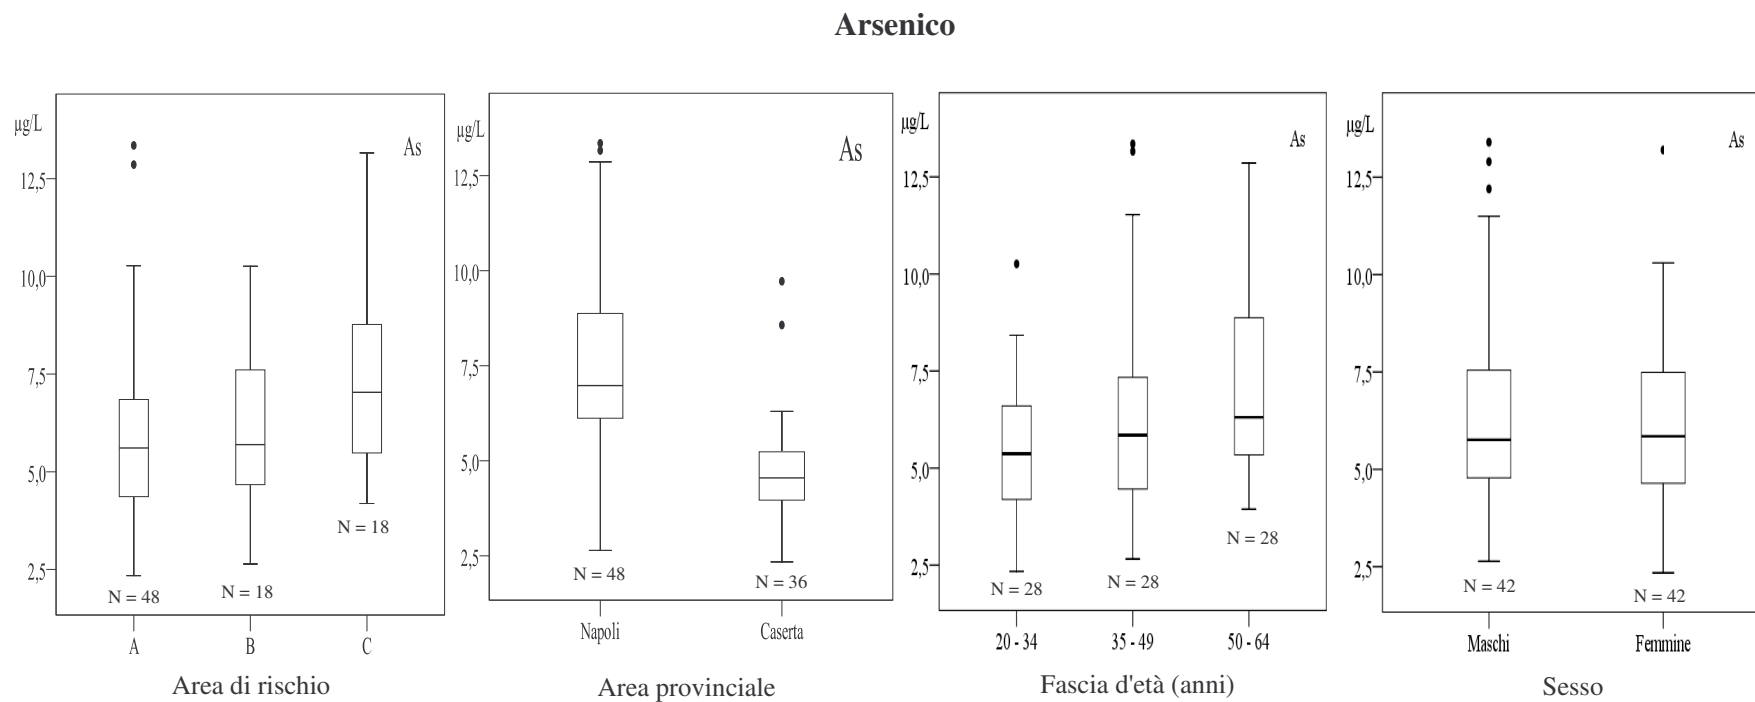 Arsenico
µg/L
As
12,5
10,0
7,5
5,0
2,5
N = 48
N = 18
N = 18
A
B
C
Area di rischio
µg/L
As
12,5
10,0
7,5
5,0
2,5
N = 48
N = 36
Napoli
Caserta
Area provinciale
µg/L
As
12,5
10,0
7,5
5,0
2,5
N = 28
N = 28
N = 28
20 - 34
35 - 49
50 - 64
Fascia d'età (anni)
µg/L
As
12,5
10,0
7,5
5,0
2,5
N = 42
N = 42
Maschi
Femmine
Sesso